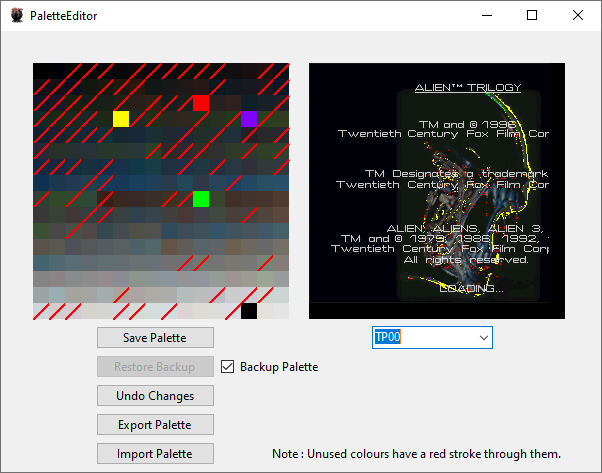 PaletteEditor
ALIEN™ TRILOGY
TM and © 1996
Twentieth Century Fox Film Cor
TM Designates a trademark
Twentieth Century Fox Film Cor
ALIEN, ALIENS, ALIEN 3,
TM and © 1979, 1986, 1992,
Twentieth Century Fox Film Corp
All rights reserved.
LOADING...
Save Palette
TP00
Restore Backup
Backup Palette
Undo Changes
Export Palette
Import Palette
Note : Unused colours have a red stroke through them.